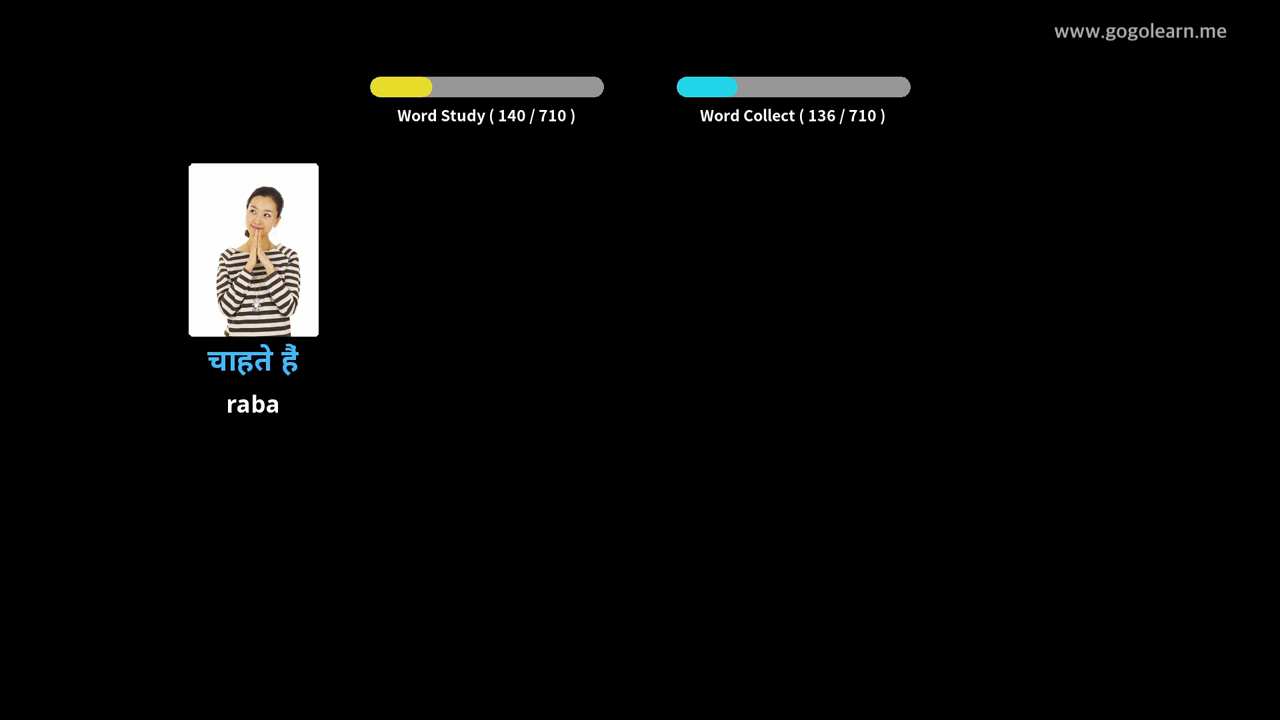 www.gogolearn.me
Word Study ( 140 / 710 )
Word Collect ( 136 / 710 )
चाहते हैं
raba